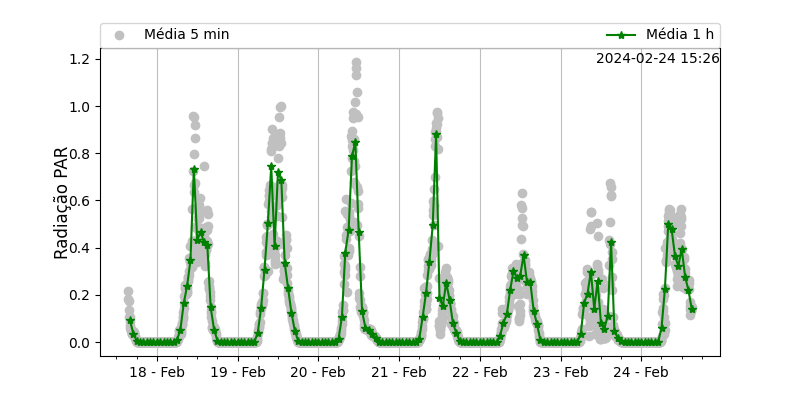 Média 5 min
Média 1 h
2024-02-24 15:26
Radiação PAR
1.2
1.0
0.8
0.6
0.4
0.2
0.0
18 - Feb
19 - Feb
20 - Feb
21 - Feb
22 - Feb
23 - Feb
24 - Feb